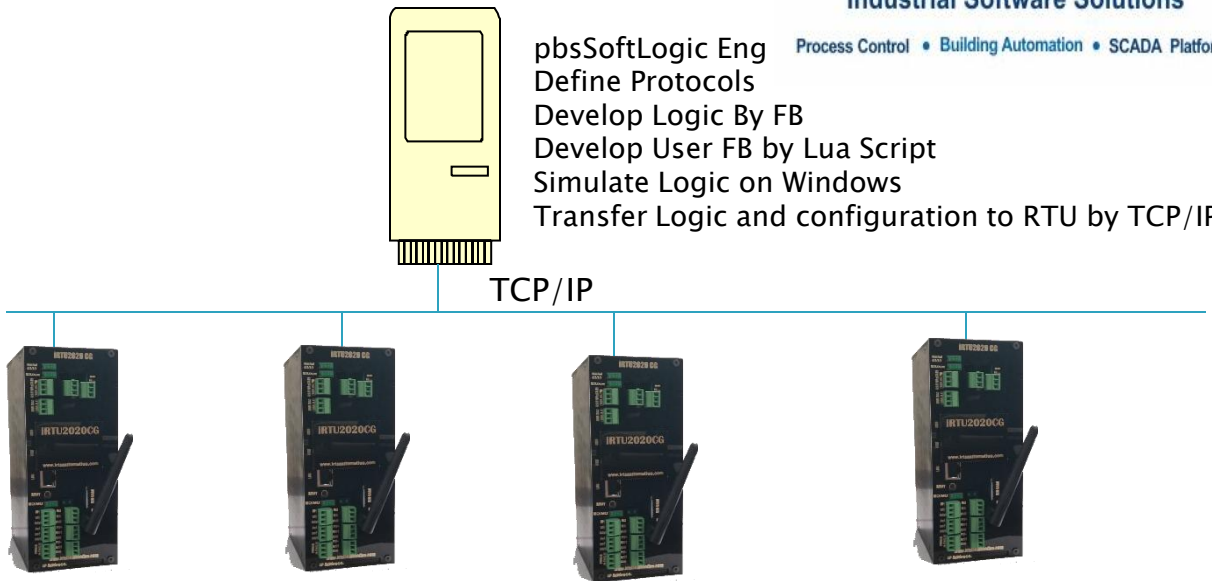 Industrial Software Solutions
Process Control • Building Automation • SCADA Platfor
pbsSoftLogic Eng
Define Protocols
Develop Logic By FB
Develop User FB by Lua Script
Simulate Logic on Windows
Transfer Logic and configuration to RTU by TCP/IP
TCP/IP
IRTU2020 CG
IRTU2020CG
IRTU2020 CG
IRTU2020CG
IRTU2020 CG
IRTU2020CG
IRTU2020 CG
IRTU2020CG